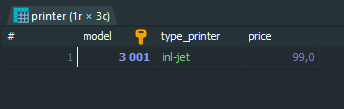 printer (1r × 3c)
# model type_printer price
1 3 001 inl-jet 99,0